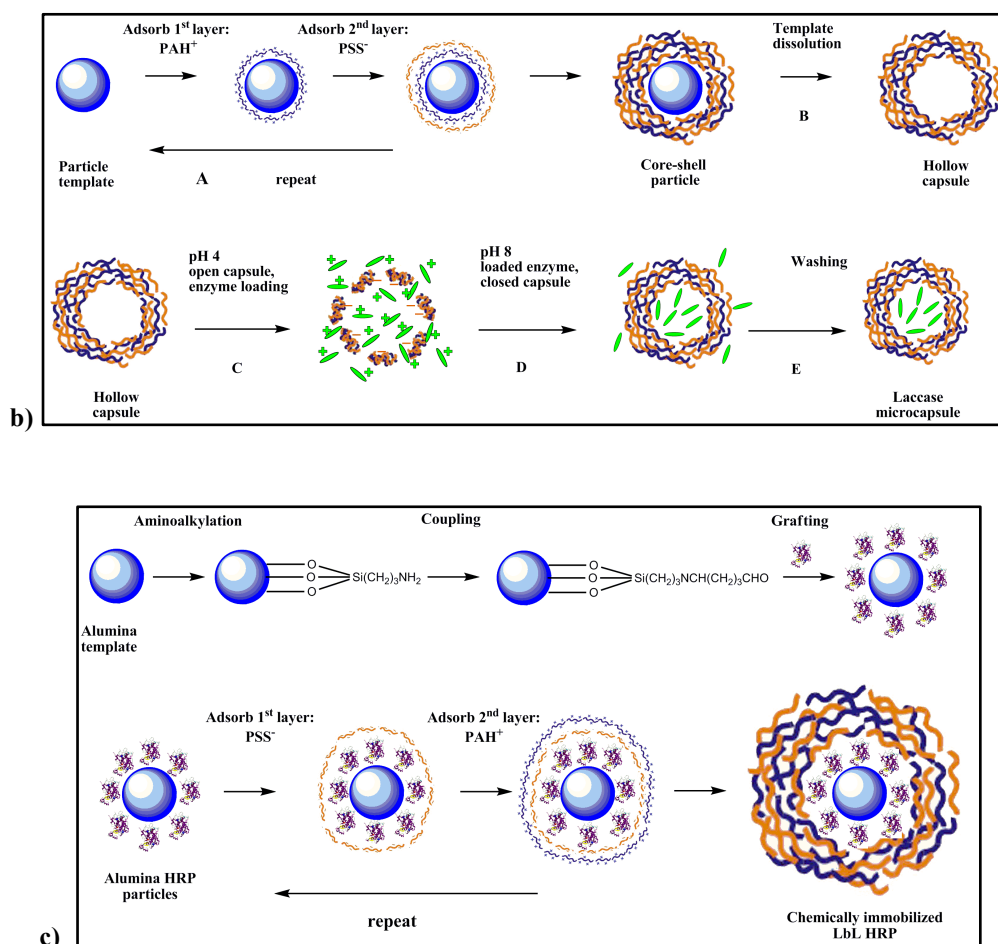 Adsorb 1st layer:
PAH+
Adsorb 2nd layer:
PSS-
Template
dissolution
B
Particle
template
A
repeat
Core-shell
particle
Hollow
capsule
pH 4
open capsule,
enzyme loading
pH 8
loaded enzyme,
closed capsule
Washing
C
D
E
Hollow
capsule
Laccase
microcapsule
b)
Aminoalkylation
Coupling
Grafting
O
O
O
Si(CH2)3NH2
O
O
O
Si(CH2)3NCH(CH2)3CHO
Alumina
template
Adsorb 1st layer:
PSS-
Adsorb 2nd layer:
PAH+
Alumina HRP
particles
repeat
Chemically immobilized
LbL HRP
c)